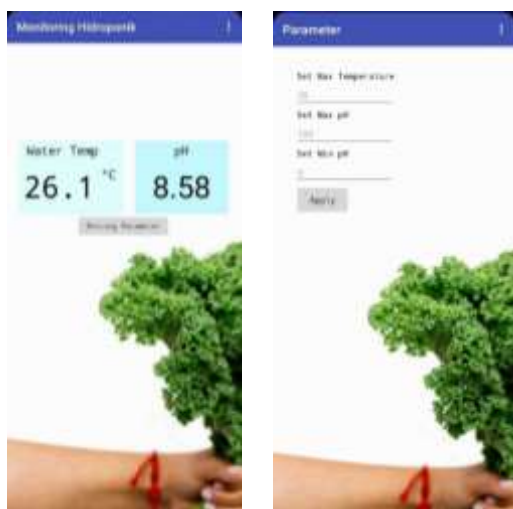 Monitoring Hidroponik
Water Temp
26.1 °C
pH
8.58
Parameter
Set Max Temperature
Set Max pH
Set Min pH
Apply